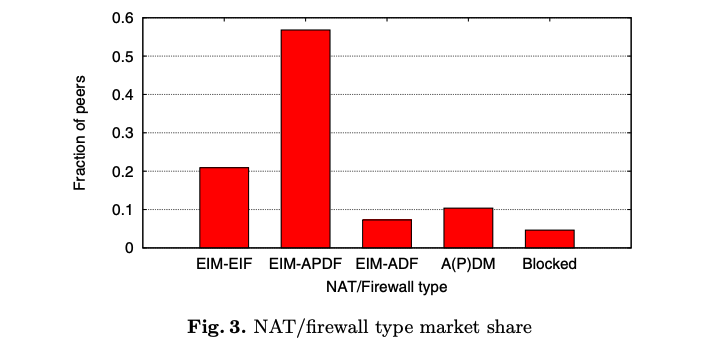 0.6
0.5
0.4
0.3
0.2
0.1
0
Fraction of peers
EIM-EIF EIM-APDF EIM-ADF A(P)DM Blocked
NAT/Firewall type
Fig. 3. NAT/firewall type market share